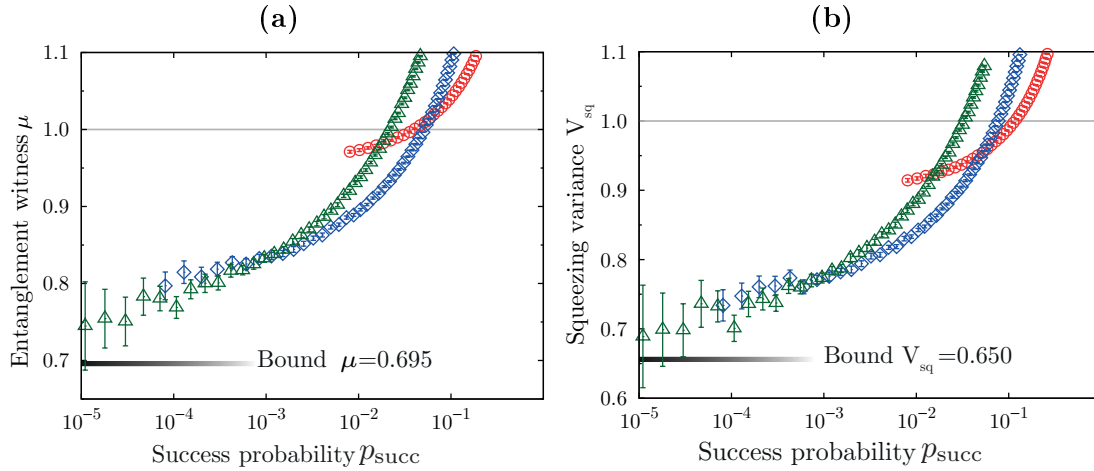 (a)
Entanglement witness μ
1.1
1.0
0.9
0.8
0.7
Bound μ=0.695
10⁻⁵ 10⁻⁴ 10⁻³ 10⁻² 10⁻¹
Success probability p_succ
(b)
Squeezing variance V_sq
1.1
1.0
0.9
0.8
0.7
0.6
Bound V_sq=0.650
10⁻⁵ 10⁻⁴ 10⁻³ 10⁻² 10⁻¹
Success probability p_succ